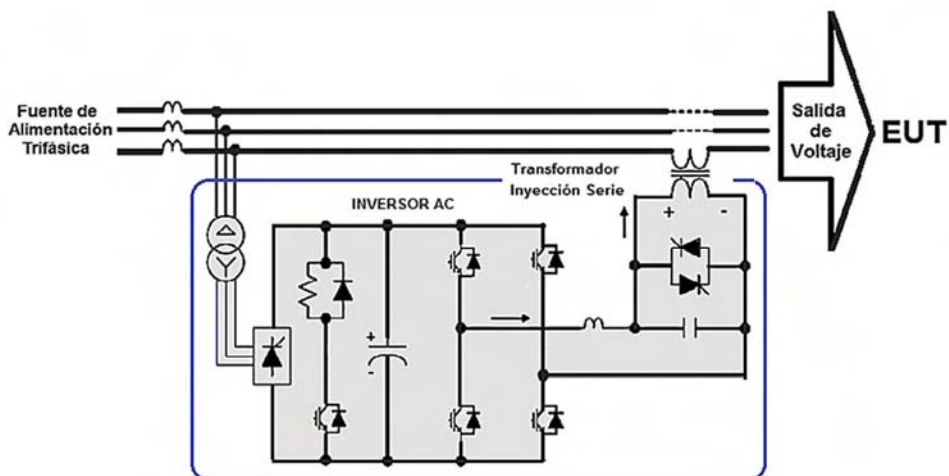 Fuente de
Alimentación
Trifásica
Salida
de
Voltaje
EUT
Transformador
Inyección Serie
INVERSOR AC
+ -
+
-